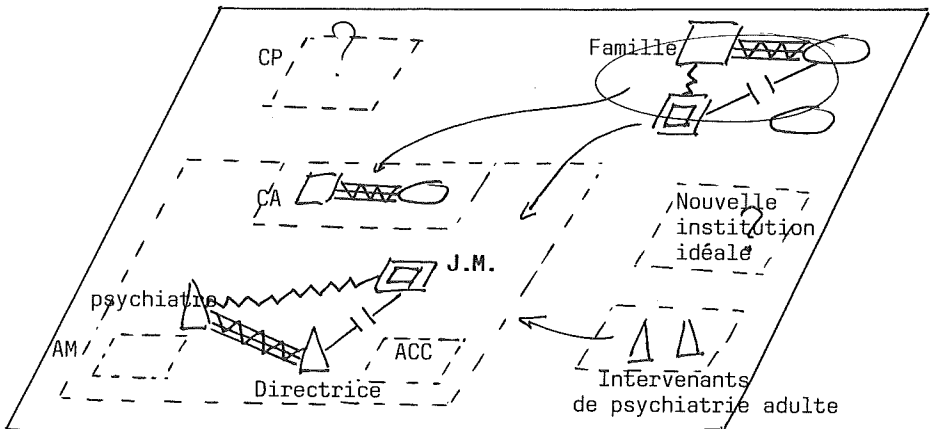 CP
?
Famille
CA
Nouvelle
institution
idéale
?
J.M.
psychiatre
AM
ACC
Directrice
Intervenants
de psychiatrie adulte